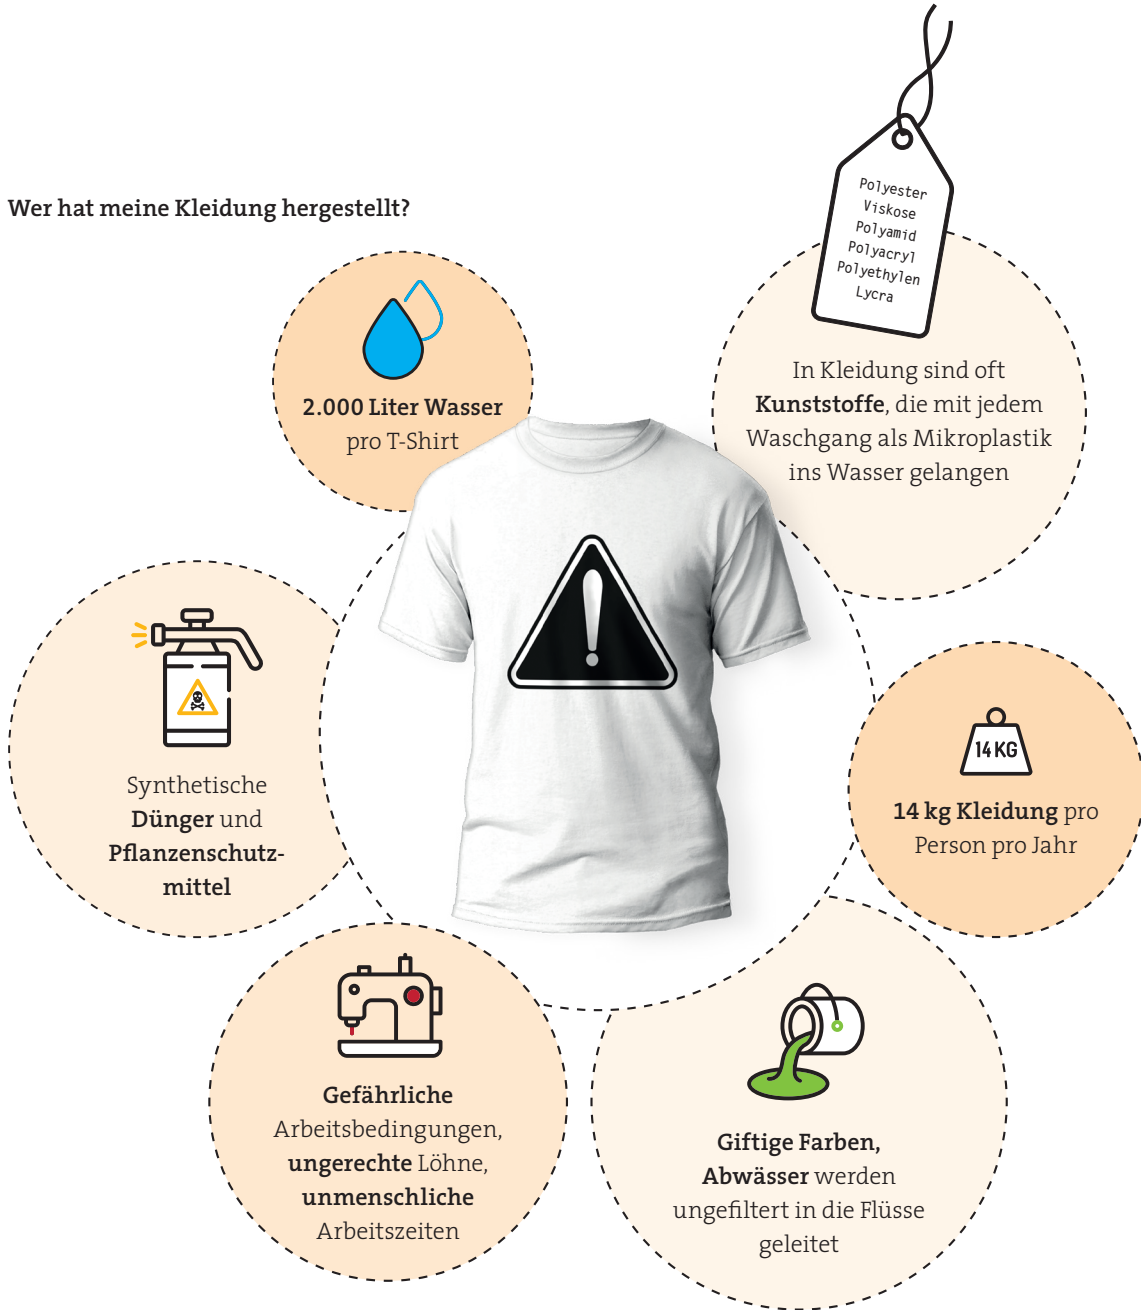 Wer hat meine Kleidung hergestellt?
Polyester
Viskose
Polyamid
Polyacryl
Polyethylen
Lycra
2.000 Liter Wasser
pro T-Shirt
In Kleidung sind oft
Kunststoffe, die mit jedem
Waschgang als Mikroplastik
ins Wasser gelangen
Synthetische
Dünger und
Pflanzenschutz-
mittel
14 KG
14 kg Kleidung pro
Person pro Jahr
Gefährliche
Arbeitsbedingungen,
ungerechte Löhne,
unmenschliche
Arbeitszeiten
Giftige Farben,
Abwässer werden
ungefiltert in die Flüsse
geleitet